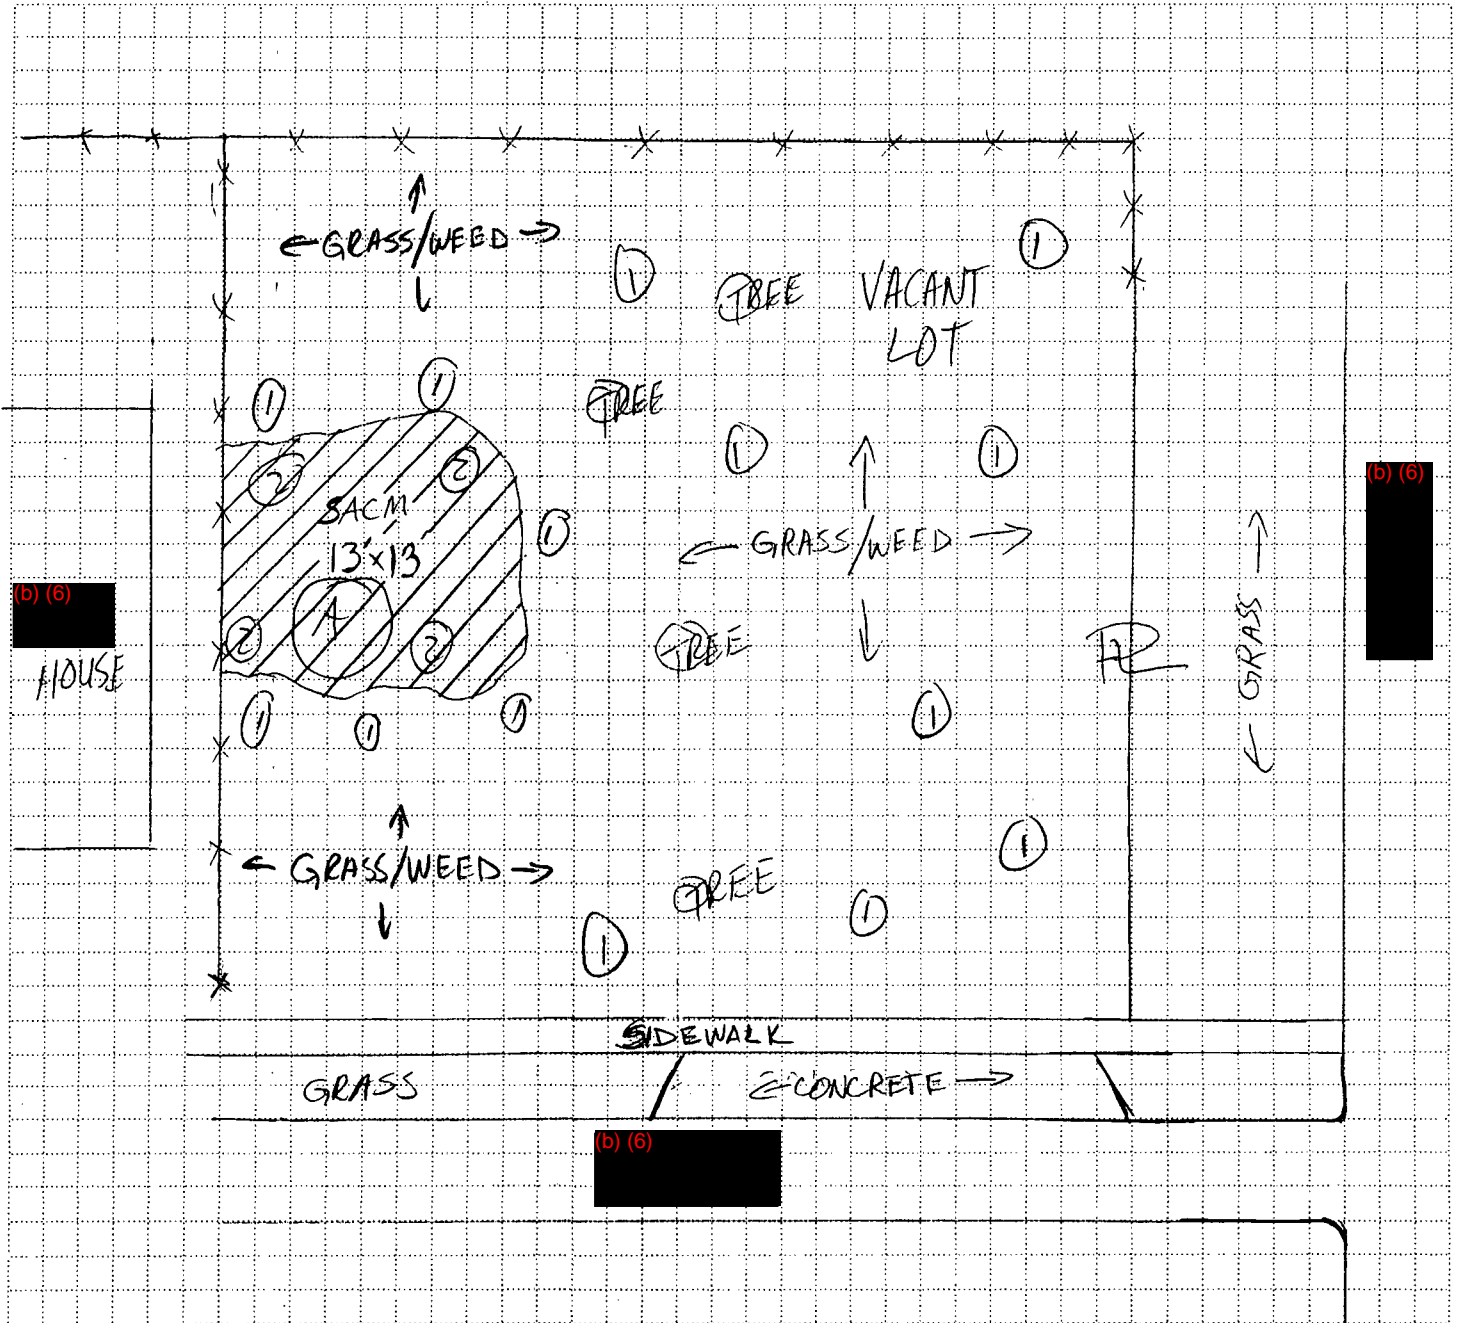 GRASS/WEED
1
1
TREE
VACANT
LOT
1
1
TREE
1
1
2
2
SACM
13'x13'
1
GRASS/WEED
(b) (6)
GRASS
(b) (6)
HOUSE
A
2
2
TREE
PL
1
1
1
1
1
GRASS/WEED
TREE
1
1
SIDEWALK
GRASS
CONCRETE
(b) (6)